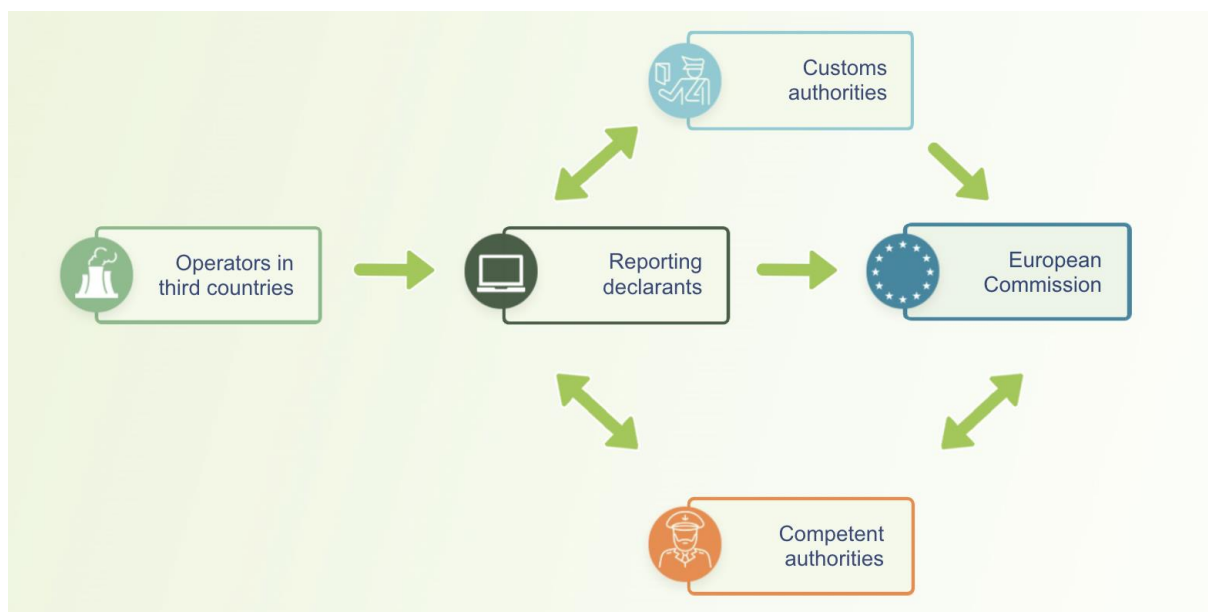 Customs
authorities
Operators in
third countries
Reporting
declarants
European
Commission
Competent
authorities